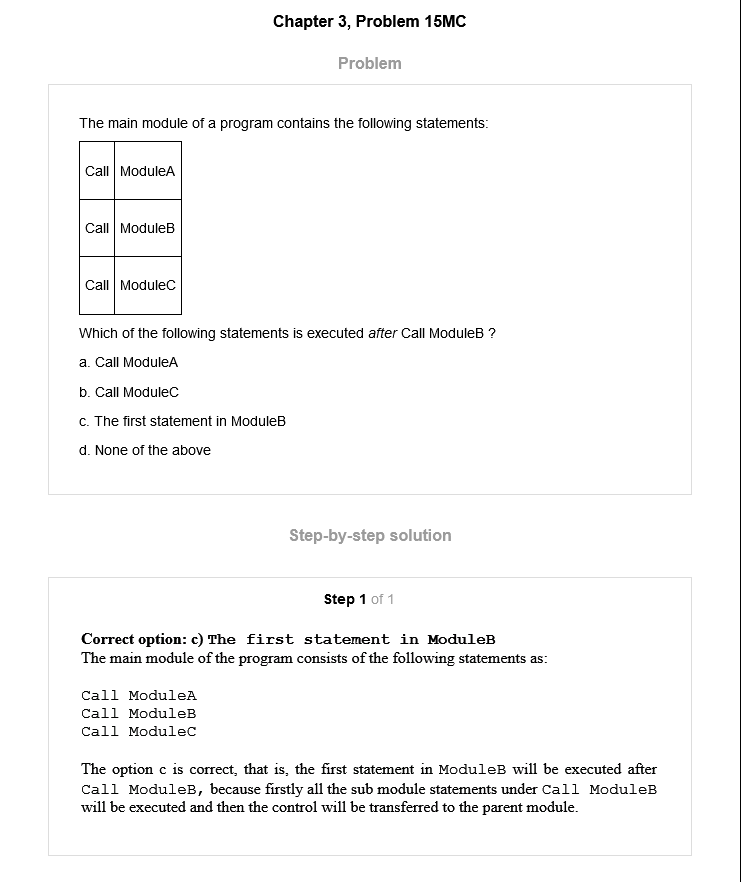 Chapter 3, Problem 15MC
Problem
The main module of a program contains the following statements:
Call ModuleA
Call ModuleB
Call ModuleC
Which of the following statements is executed after Call ModuleB ?
a. Call ModuleA
b. Call ModuleC
c. The first statement in ModuleB
d. None of the above
Step-by-step solution
Step 1 of 1
Correct option: c) The first statement in ModuleB
The main module of the program consists of the following statements as:
Call ModuleA
Call ModuleB
Call ModuleC
The option c is correct, that is, the first statement in ModuleB will be executed after
Call ModuleB, because firstly all the sub module statements under Call ModuleB
will be executed and then the control will be transferred to the parent module.